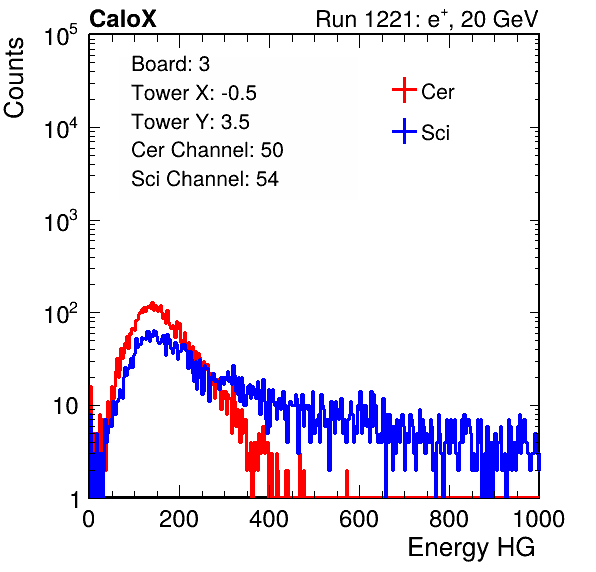 CaloX Run 1221: e⁺, 20 GeV
Counts
Board: 3
Tower X: -0.5
Tower Y: 3.5
Cer Channel: 50
Sci Channel: 54
Cer
Sci
10⁵
10⁴
10³
10²
10
1
0 200 400 600 800 1000
Energy HG